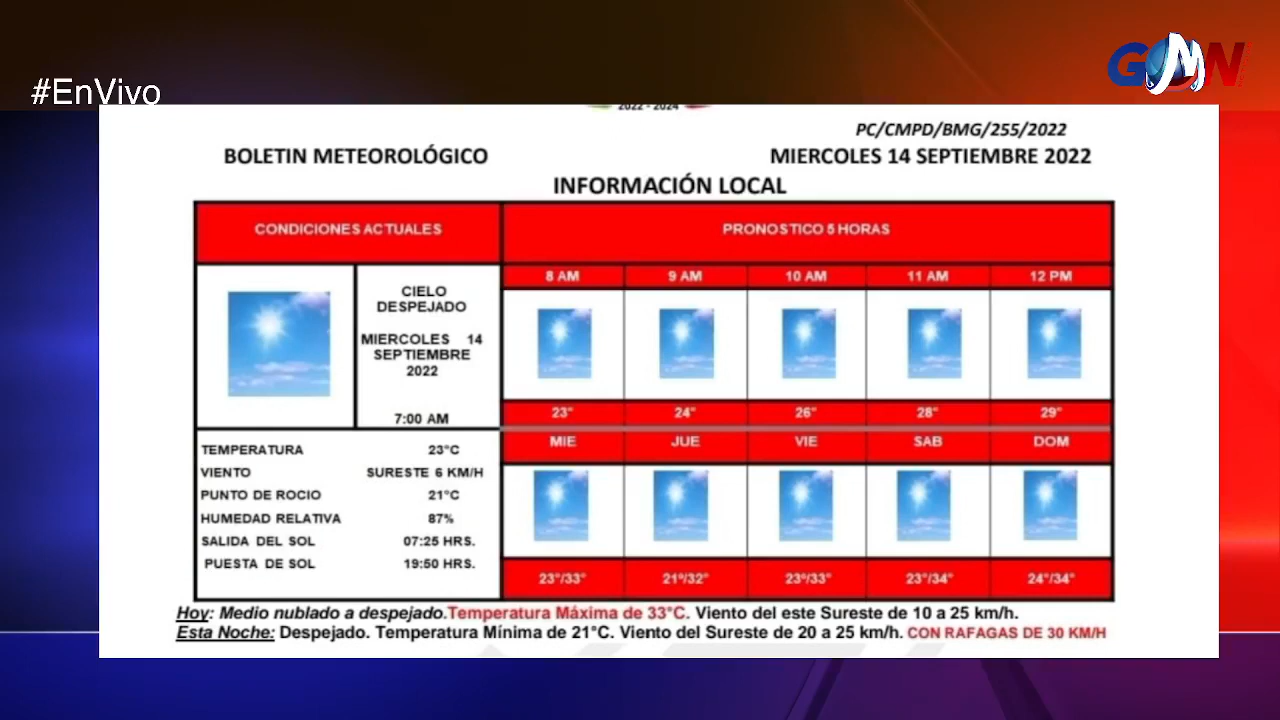 #EnVivo
GMN
2022 - 2024
PC/CMPD/BMG/255/2022
BOLETIN METEOROLÓGICO MIERCOLES 14 SEPTIEMBRE 2022
INFORMACIÓN LOCAL
CONDICIONES ACTUALES PRONOSTICO 5 HORAS
8 AM 9 AM 10 AM 11 AM 12 PM
CIELO
DESPEJADO
MIERCOLES 14
SEPTIEMBRE
2022
7:00 AM
23° 24° 26° 28° 29°
MIE JUE VIE SAB DOM
TEMPERATURA 23°C
VIENTO SURESTE 6 KM/H
PUNTO DE ROCIO 21°C
HUMEDAD RELATIVA 87%
SALIDA DEL SOL 07:25 HRS.
PUESTA DE SOL 19:50 HRS.
23°/33° 21º/32° 23º/33° 23°/34° 24°/34°
Hoy: Medio nublado a despejado.Temperatura Máxima de 33°C. Viento del este Sureste de 10 a 25 km/h.
Esta Noche: Despejado. Temperatura Mínima de 21°C. Viento del Sureste de 20 a 25 km/h. CON RAFAGAS DE 30 KM/H